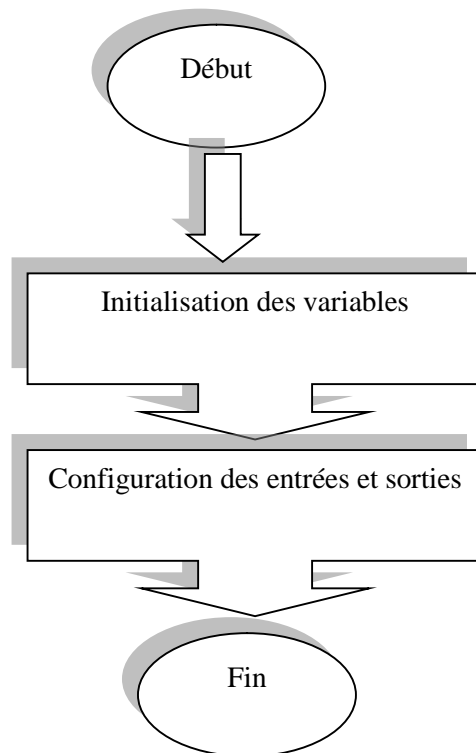 Début
Initialisation des variables
Configuration des entrées et sorties
Fin